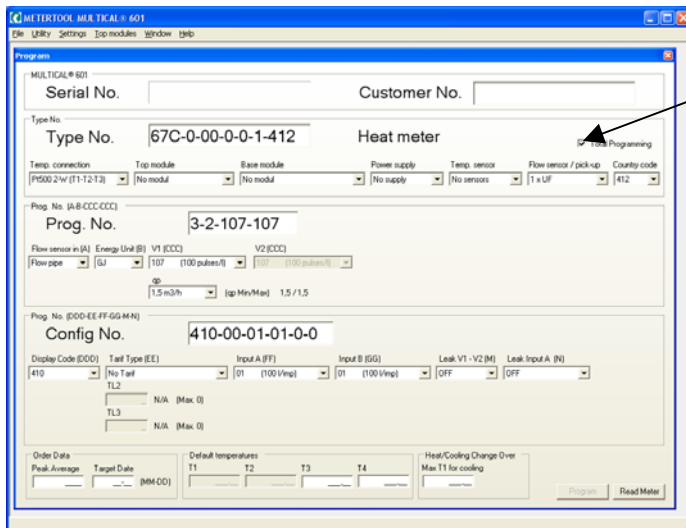 METERTOOL MULTICAL® 601
File Utility Settings Top modules Window Help
Program
MULTICAL® 601
Serial No. Customer No.
Type No.
Type No. 67C-0-00-0-0-1-412 Heat meter Total Programming
Temp. connection Top module Base module Power supply Temp. sensor Flow sensor / pick-up Country code
Pt500 2-W (T1-T2-T3) No modul No modul No supply No sensors 1 x UF 412
Prog. No. (A-B-CCC-CCC)
Prog. No. 3-2-107-107
Flow sensor in (A) Energy Unit (B) V1 (CCC) V2 (CCC)
Flow pipe GJ 107 (100 pulses/l) 107 (100 pulses/l)
qp
1,5 m3/h (qp Min/Max) 1,5 / 1,5
Prog. No. (DDD-EE-FF-GG-M-N)
Config No. 410-00-01-01-0-0
Display Code (DDD) Tarif Type (EE) Input A (FF) Input B (GG) Leak V1 - V2 (M) Leak Input A (N)
410 No Tarif 01 (100 l/imp) 01 (100 l/imp) OFF OFF
TL2
N/A (Max. 0)
TL3
N/A (Max. 0)
Order Data Default temperatures Heat/Cooling Change Over
Peak Average Target Date T1 T2 T3 T4 Max T1 for cooling
(MM-DD)
Program Read Meter